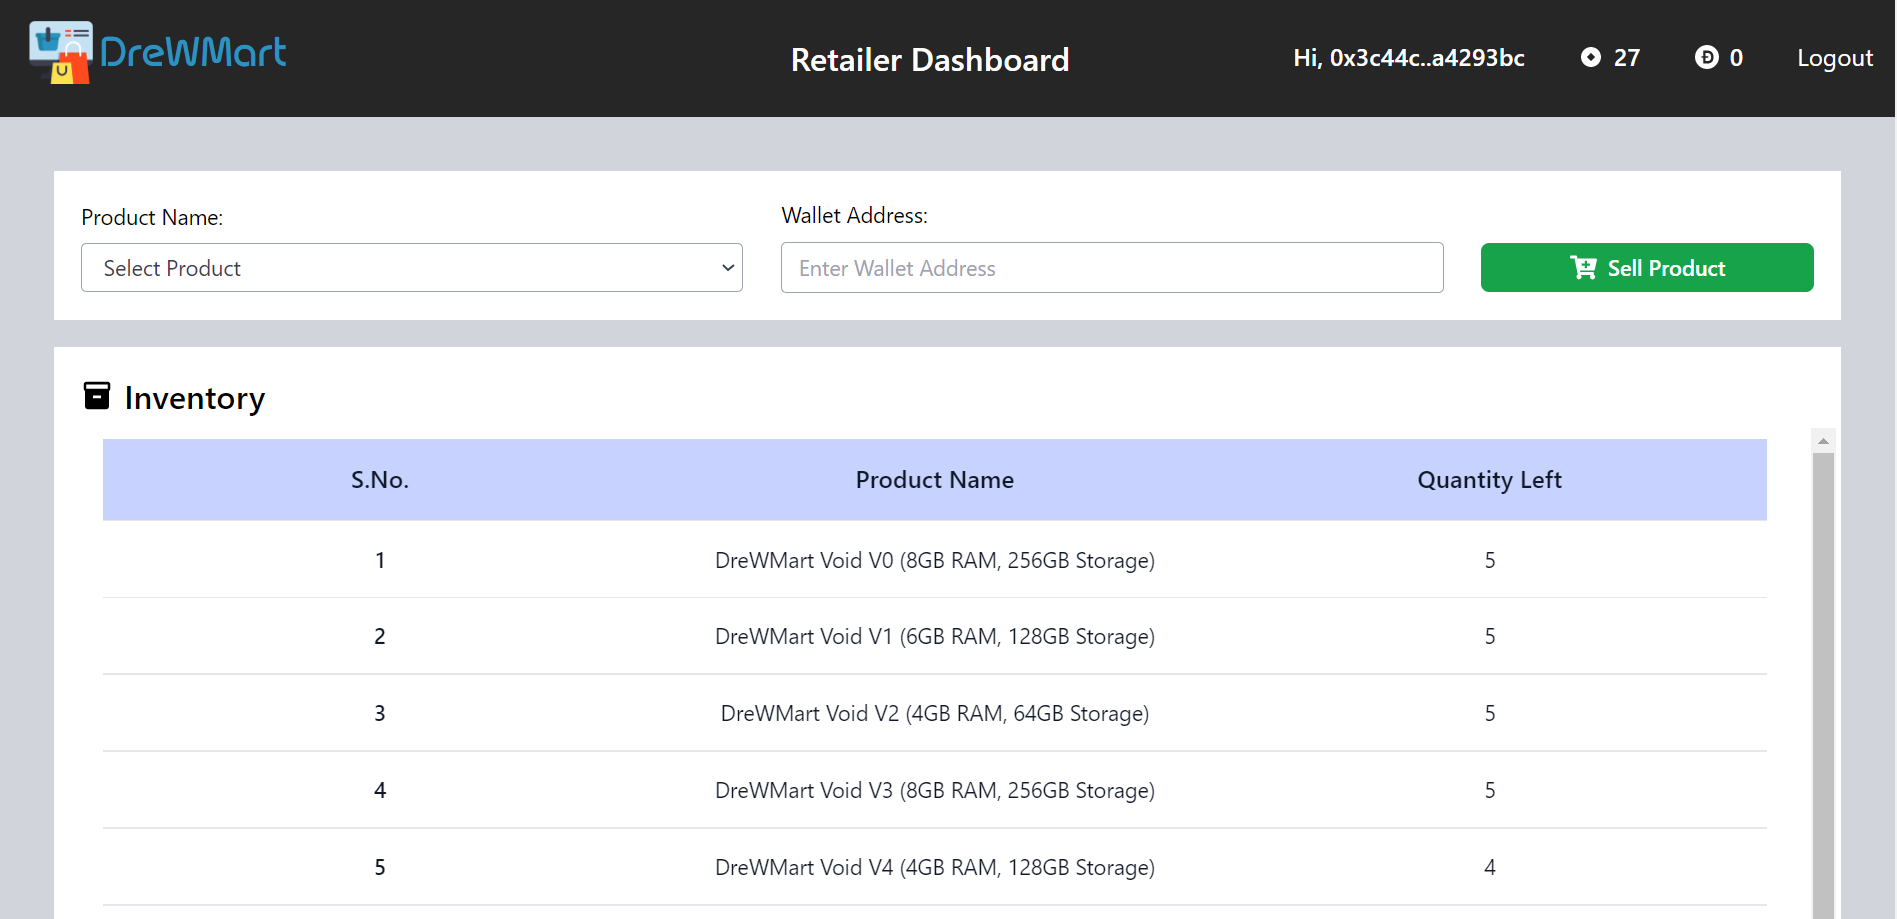 DreWMart
Retailer Dashboard
Hi, 0x3c44c..a4293bc
27
0
Logout
Product Name:
Wallet Address:
Select Product
Enter Wallet Address
Sell Product
Inventory
S.No. Product Name Quantity Left
1 DreWMart Void V0 (8GB RAM, 256GB Storage) 5
2 DreWMart Void V1 (6GB RAM, 128GB Storage) 5
3 DreWMart Void V2 (4GB RAM, 64GB Storage) 5
4 DreWMart Void V3 (8GB RAM, 256GB Storage) 5
5 DreWMart Void V4 (4GB RAM, 128GB Storage) 4